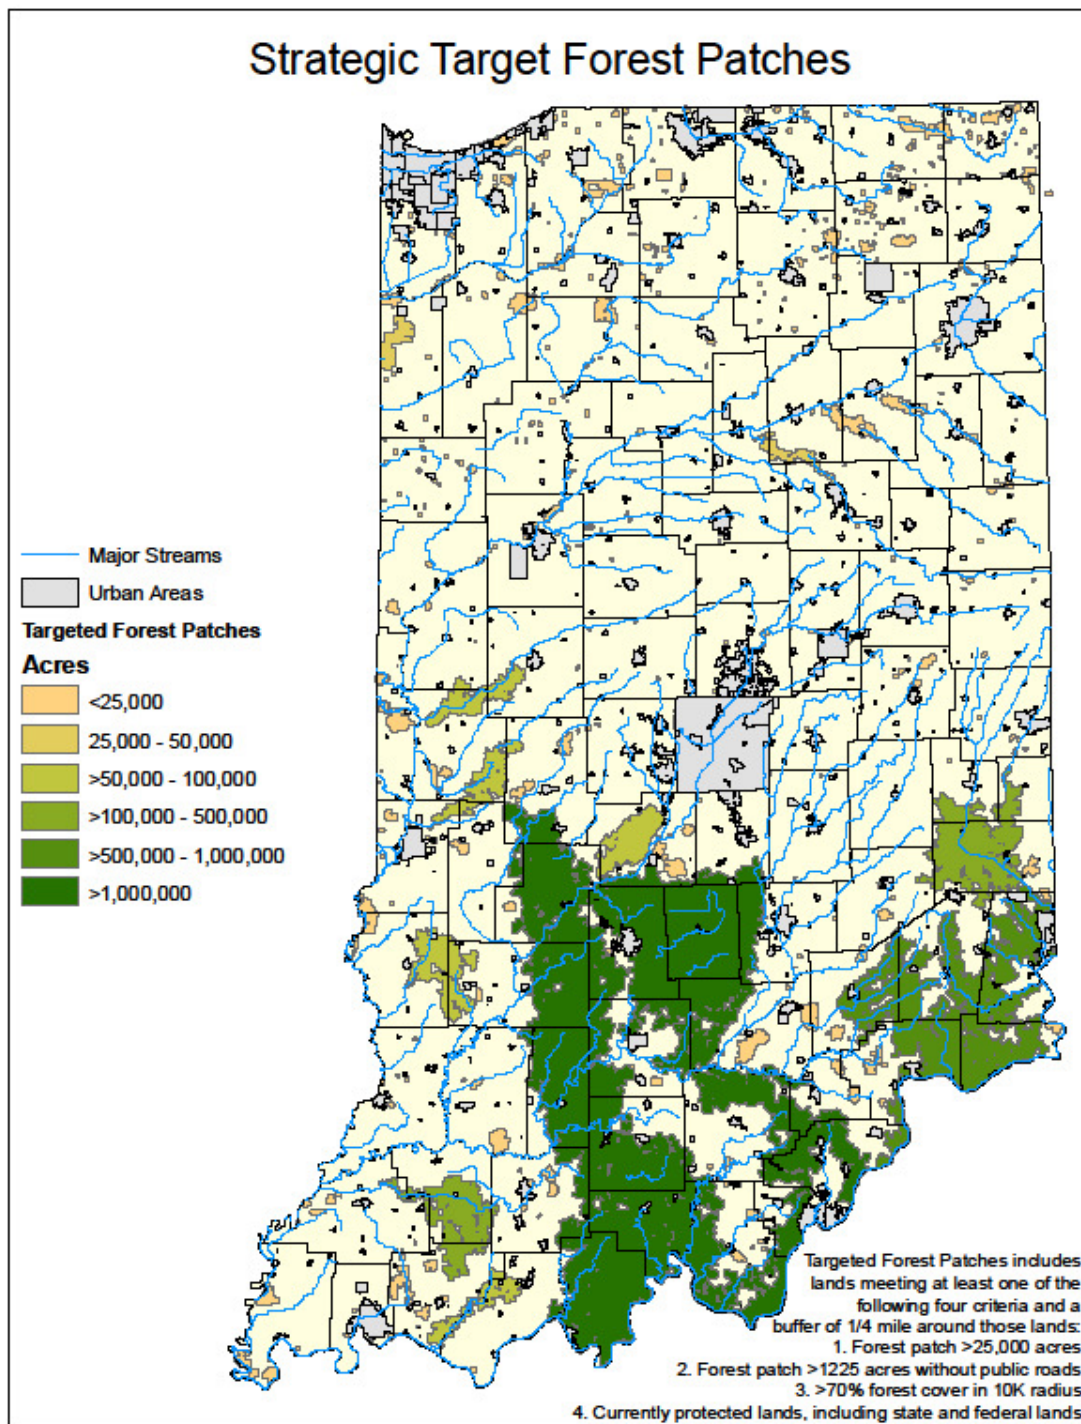 Strategic Target Forest Patches
Major Streams
Urban Areas
Targeted Forest Patches
Acres
<25,000
25,000 - 50,000
>50,000 - 100,000
>100,000 - 500,000
>500,000 - 1,000,000
>1,000,000
Targeted Forest Patches includes
lands meeting at least one of the
following four criteria and a
buffer of 1/4 mile around those lands:
1. Forest patch >25,000 acres
2. Forest patch >1225 acres without public roads
3. >70% forest cover in 10K radius
4. Currently protected lands, including state and federal lands